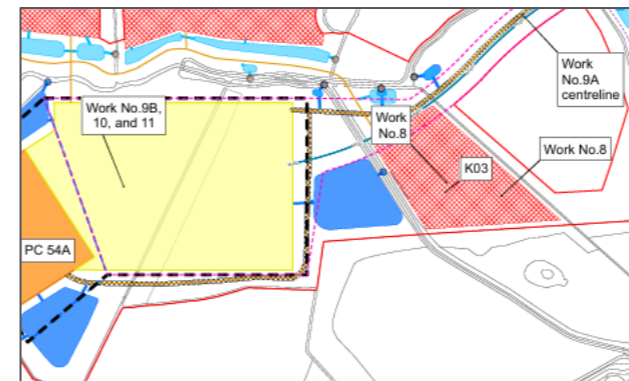 Work No.9B,
10, and 11
Work
No.9A
centreline
Work
No.8
Work No.8
K03
PC 54A